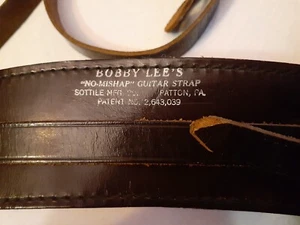 BOBBY LEE'S
"NO-MISHAP" GUITAR STRAP
SOTTILE MFG. CO. PATTON, PA.
PATENT NO. 2,643,039